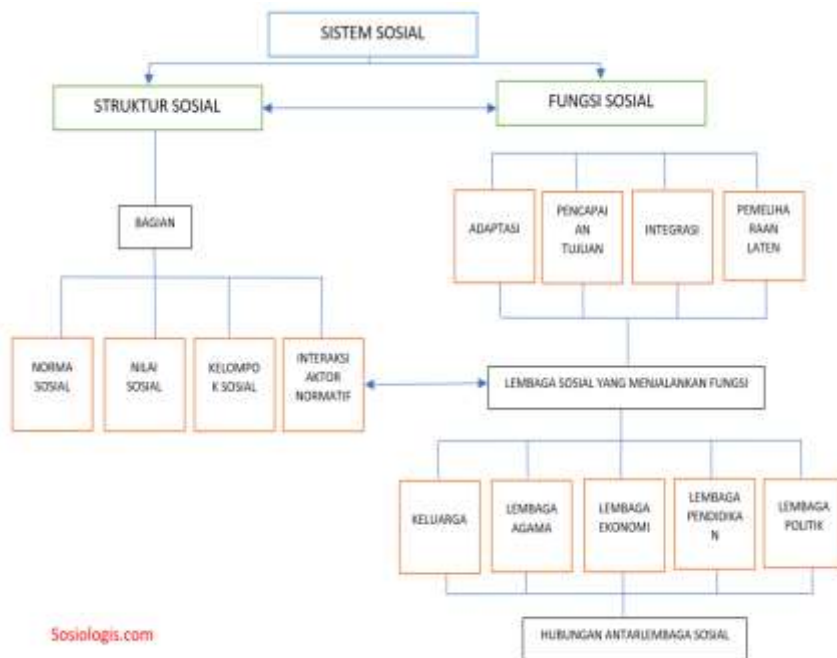 SISTEM SOSIAL
STRUKTUR SOSIAL
FUNGSI SOSIAL
BAGIAN
ADAPTASI
PENCAPAI
AN
TUJUAN
INTEGRASI
PEMELIHA
RAAN
LATEN
NORMA
SOSIAL
NILAI
SOSIAL
KELOMPO
K SOSIAL
INTERAKSI
AKTOR
NORMATIF
LEMBAGA SOSIAL YANG MENJALANKAN FUNGSI
KELUARGA
LEMBAGA
AGAMA
LEMBAGA
EKONOMI
LEMBAGA
PENDIDIKA
N
LEMBAGA
POLITIK
HUBUNGAN ANTARLEMBAGA SOSIAL
Sosiologis.com